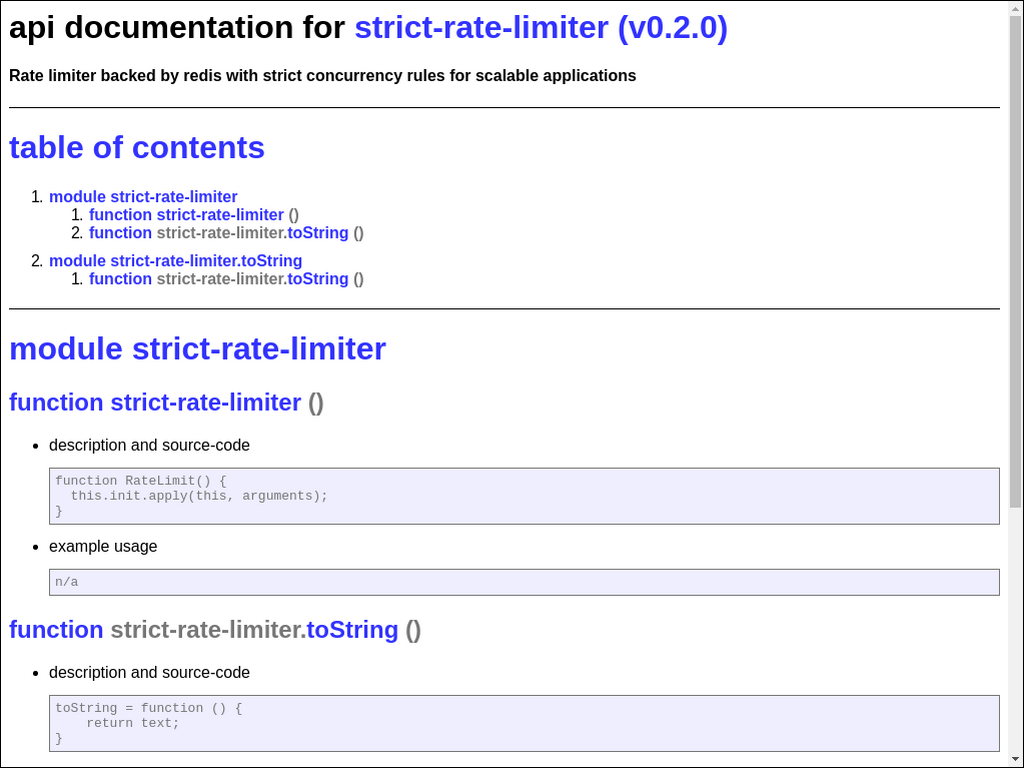 api documentation for strict-rate-limiter (v0.2.0)
Rate limiter backed by redis with strict concurrency rules for scalable applications
table of contents
1. module strict-rate-limiter
1. function strict-rate-limiter ()
2. function strict-rate-limiter.toString ()
2. module strict-rate-limiter.toString
1. function strict-rate-limiter.toString ()
module strict-rate-limiter
function strict-rate-limiter ()
• description and source-code
function RateLimit() {
  this.init.apply(this, arguments);
}
• example usage
n/a
function strict-rate-limiter.toString ()
• description and source-code
toString = function () {
    return text;
}